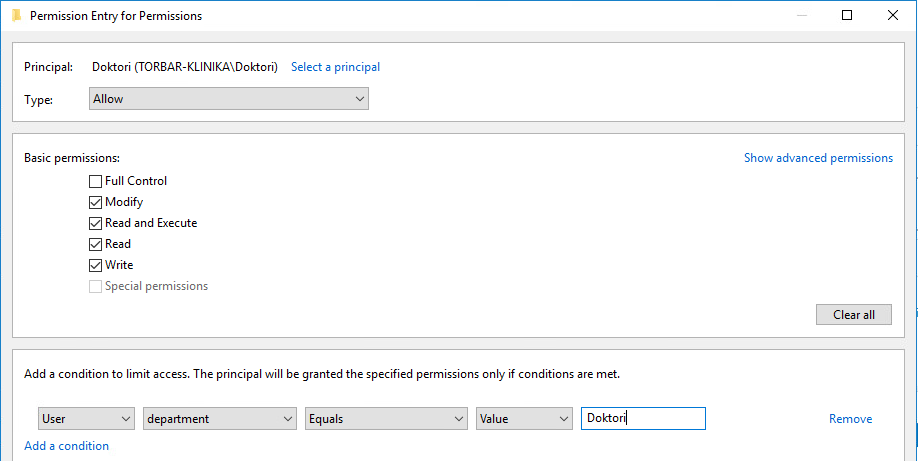 Permission Entry for Permissions
Principal: Doktori (TORBAR-KLINIKA\Doktori) Select a principal
Type: Allow
Basic permissions: Show advanced permissions
Full Control
Modify
Read and Execute
Read
Write
Special permissions
Clear all
Add a condition to limit access. The principal will be granted the specified permissions only if conditions are met.
User department Equals Value Doktori Remove
Add a condition